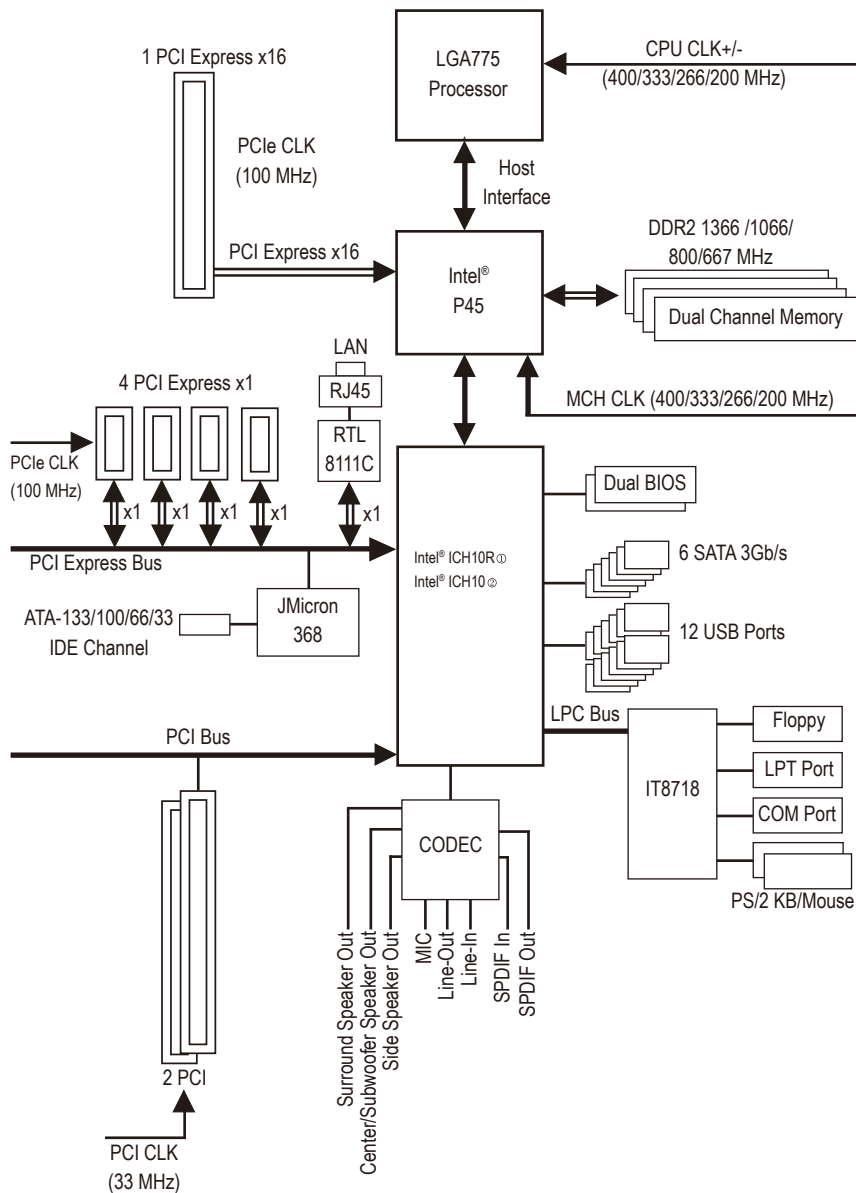 1 PCI Express x16
LGA775
Processor
CPU CLK+/-
(400/333/266/200 MHz)
PCIe CLK
(100 MHz)
Host
Interface
PCI Express x16
Intel®
P45
DDR2 1366 /1066/
800/667 MHz
Dual Channel Memory
MCH CLK (400/333/266/200 MHz)
LAN
RJ45
RTL
8111C
4 PCI Express x1
PCIe CLK
(100 MHz)
x1
x1
x1
x1
x1
PCI Express Bus
Intel® ICH10R①
Intel® ICH10②
Dual BIOS
6 SATA 3Gb/s
12 USB Ports
ATA-133/100/66/33
IDE Channel
JMicron
368
LPC Bus
PCI Bus
IT8718
Floppy
LPT Port
COM Port
PS/2 KB/Mouse
CODEC
Surround Speaker Out
Center/Subwoofer Speaker Out
Side Speaker Out
MIC
Line-Out
Line-In
SPDIF In
SPDIF Out
2 PCI
PCI CLK
(33 MHz)